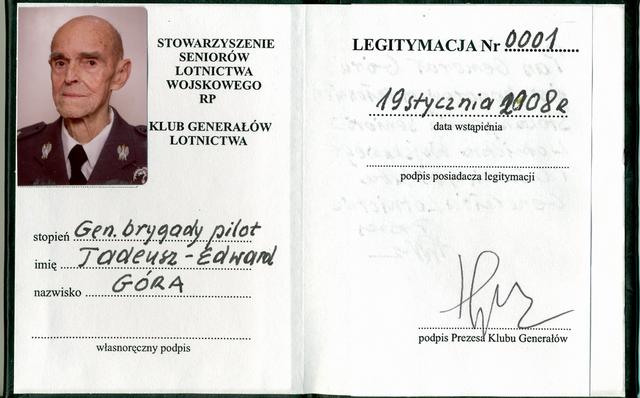 STOWARZYSZENIE
SENIORÓW
LOTNICTWA
WOJSKOWEGO
RP
KLUB GENERAŁÓW
LOTNICTWA
stopień Gen. brygady pilot
imię Tadeusz-Edward
nazwisko GÓRA
własnoręczny podpis
LEGITYMACJA Nr 0001
19 stycznia 2008 r
data wstąpienia
podpis posiadacza legitymacji
podpis Prezesa Klubu Generałów